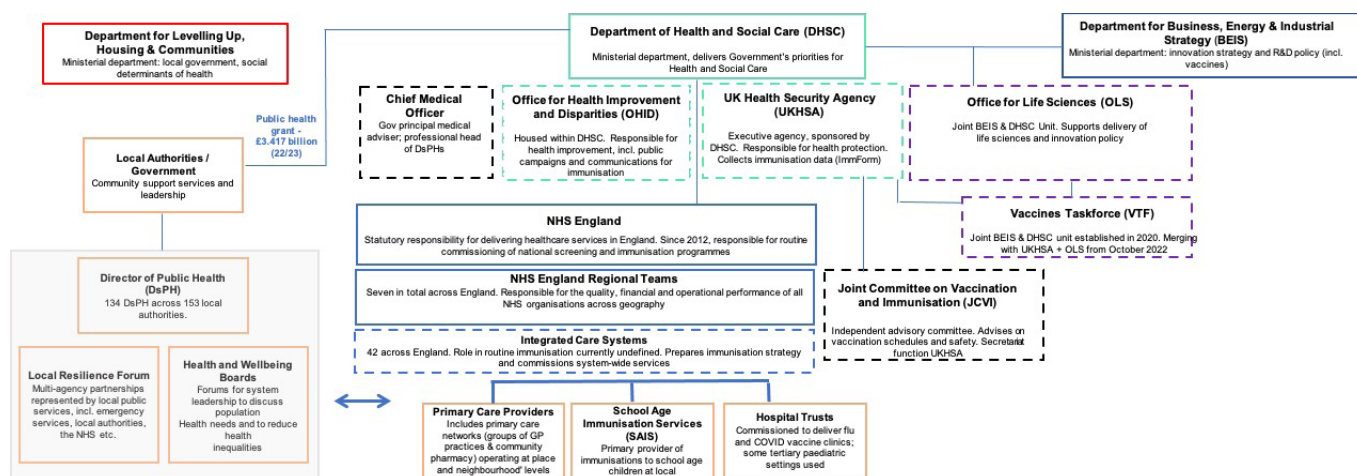 Department for Levelling Up,
Housing & Communities
Ministerial department: local government, social
determinants of health
Department of Health and Social Care (DHSC)
Ministerial department, delivers Government's priorities for
Health and Social Care
Department for Business, Energy & Industrial
Strategy (BEIS)
Ministerial department: innovation strategy and R&D policy (incl.
vaccines)
Public health
grant -
£3.417 billion
(22/23)
Chief Medical
Officer
Gov principal medical
adviser; professional head
of DsPHs
Office for Health Improvement
and Disparities (OHID)
Housed within DHSC. Responsible for
health improvement, incl. public
campaigns and communications for
immunisation
UK Health Security Agency
(UKHSA)
Executive agency, sponsored by
DHSC. Responsible for health protection.
Collects immunisation data (ImmForm)
Office for Life Sciences (OLS)
Joint BEIS & DHSC Unit. Supports delivery of
life sciences and innovation policy
Local Authorities /
Government
Community support services and
leadership
NHS England
Statutory responsibility for delivering healthcare services in England. Since 2012, responsible for routine
commissioning of national screening and immunisation programmes
Vaccines Taskforce (VTF)
Joint BEIS & DHSC unit established in 2020. Merging
with UKHSA + OLS from October 2022
Director of Public Health
(DsPH)
134 DsPH across 153 local
authorities.
NHS England Regional Teams
Seven in total across England. Responsible for the quality, financial and operational performance of all
NHS organisations across geography
Joint Committee on Vaccination
and Immunisation (JCVI)
Independent advisory committee. Advises on
vaccination schedules and safety. Secretariat
function UKHSA
Integrated Care Systems
42 across England. Role in routine immunisation currently undefined. Prepares immunisation strategy
and commissions system-wide services
Local Resilience Forum
Multi-agency partnerships
represented by local public
services, incl. emergency
services, local authorities,
the NHS etc.
Health and Wellbeing
Boards
Forums for system
leadership to discuss
population
Health needs and to reduce
health
inequalities
Primary Care Providers
Includes primary care
networks (groups of GP
practices & community
pharmacy) operating at place
and neighbourhood' levels
School Age
Immunisation Services
(SAIS)
Primary provider of
immunisations to school age
children at local
Hospital Trusts
Commissioned to deliver flu
and COVID vaccine clinics;
some tertiary paediatric
settings used